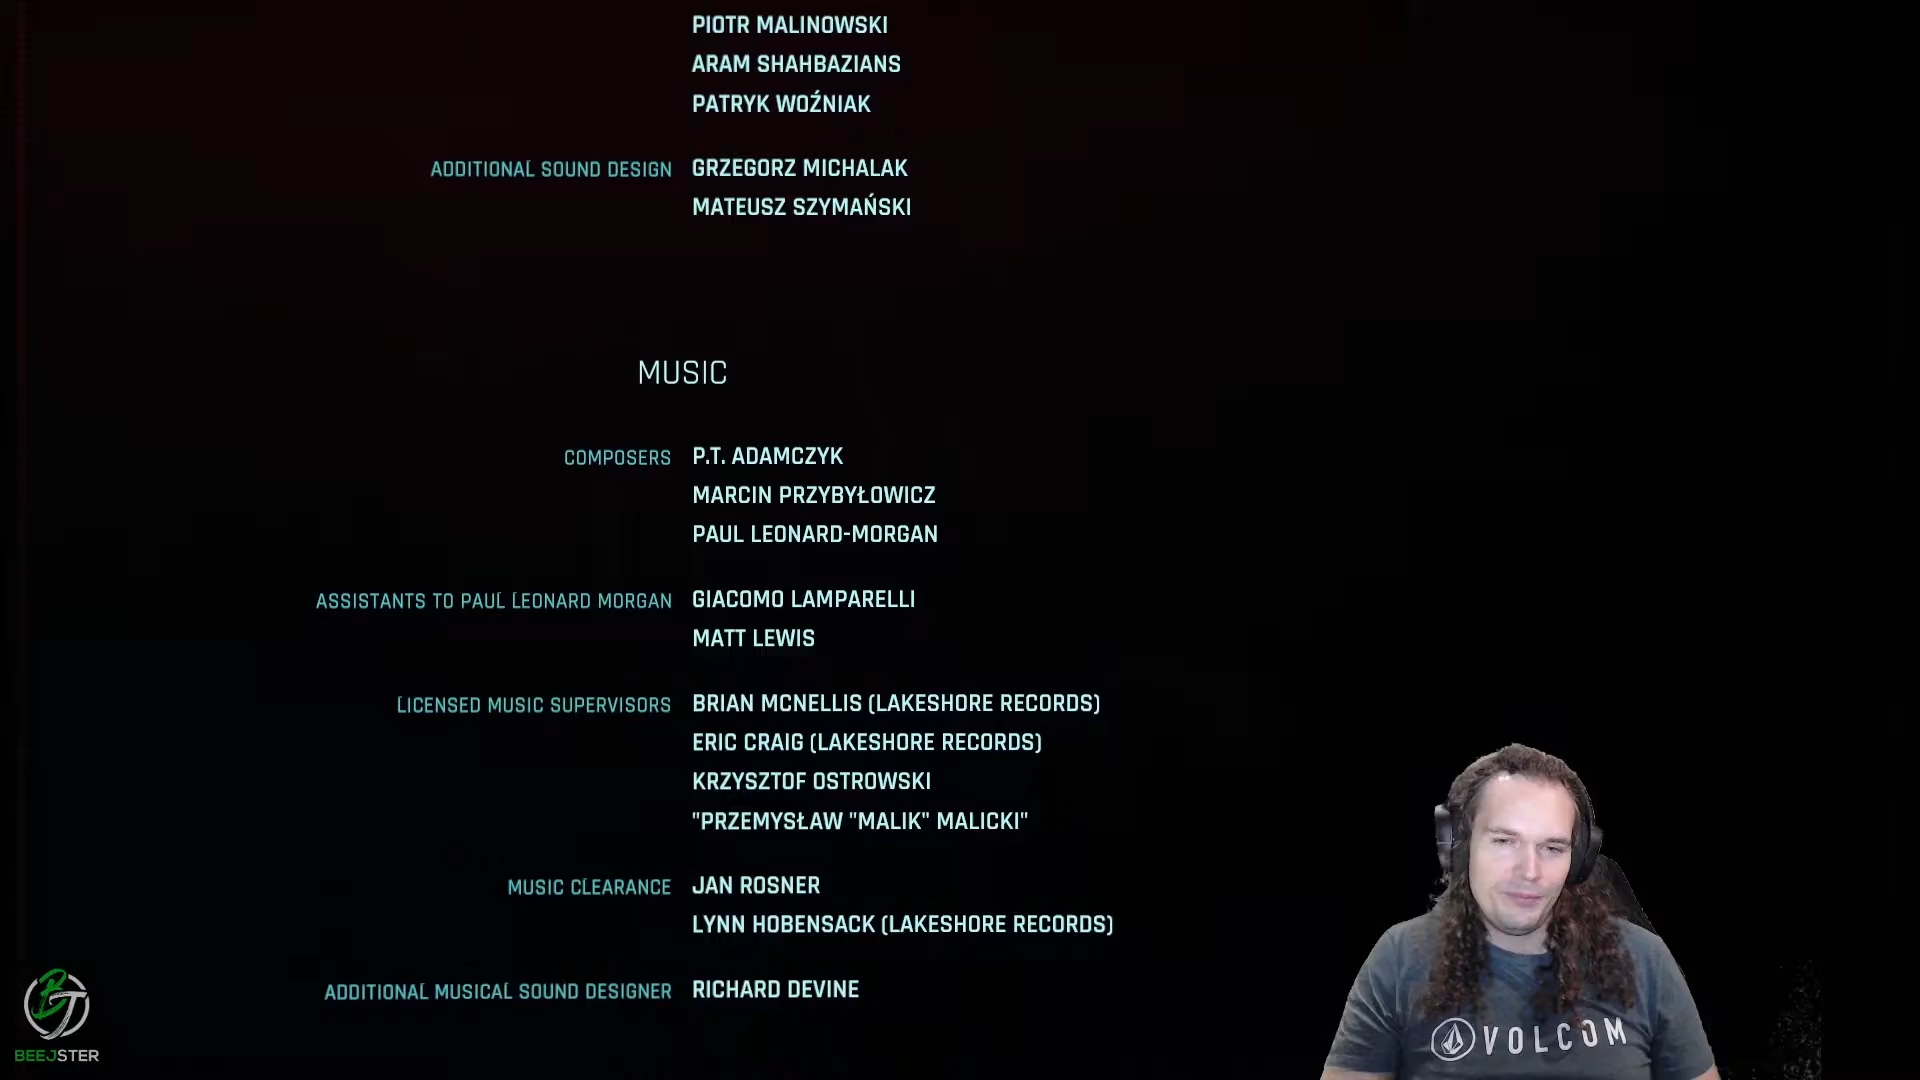 PIOTR MALINOWSKI
ARAM SHAHBAZIANS
PATRYK WOŹNIAK
ADDITIONAL SOUND DESIGN GRZEGORZ MICHALAK
MATEUSZ SZYMAŃSKI
MUSIC
COMPOSERS P.T. ADAMCZYK
MARCIN PRZYBYŁOWICZ
PAUL LEONARD-MORGAN
ASSISTANTS TO PAUL LEONARD MORGAN GIACOMO LAMPARELLI
MATT LEWIS
LICENSED MUSIC SUPERVISORS BRIAN MCNELLIS (LAKESHORE RECORDS)
ERIC CRAIG (LAKESHORE RECORDS)
KRZYSZTOF OSTROWSKI
"PRZEMYSŁAW "MALIK" MALICKI"
MUSIC CLEARANCE JAN ROSNER
LYNN HOBENSACK (LAKESHORE RECORDS)
ADDITIONAL MUSICAL SOUND DESIGNER RICHARD DEVINE
VOLCOM
BT
BEEJSTER